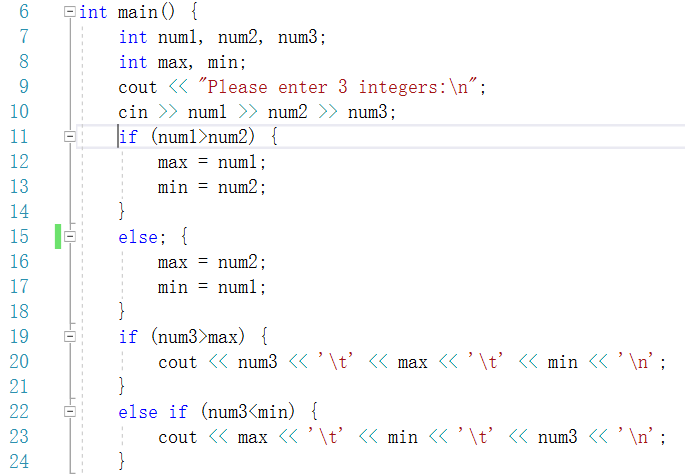 6 int main() {
7 int num1, num2, num3;
8 int max, min;
9 cout << "Please enter 3 integers:\n";
10 cin >> num1 >> num2 >> num3;
11 if (num1>num2) {
12 max = num1;
13 min = num2;
14 }
15 else; {
16 max = num2;
17 min = num1;
18 }
19 if (num3>max) {
20 cout << num3 << '\t' << max << '\t' << min << '\n';
21 }
22 else if (num3<min) {
23 cout << max << '\t' << min << '\t' << num3 << '\n';
24 }